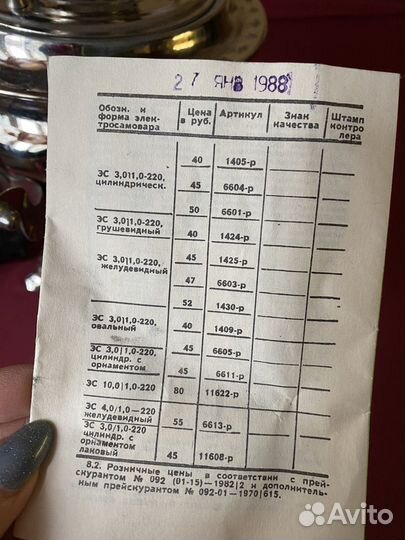 27 ЯНВ 1988
Обозн. и форма элек- тросамовара | Цена в руб. | Артикул | Знак качества | Штамп контро лера
40 1405-р
ЭС 3,011,0-220,
цилиндрическ. 45 6604-р
50 6601-р
ЭС 3,0|1,0-220,
грушевидный 40 1424-р
ЭС 3,0|1,0-220, 45 1425-р
желудевидный
47 6603-р
52 1430-р
ЭС 3,0|1,0-220,
овальный 40 1409-р
ЭС 3,0|1,0-220, 45 6605-р
цилиндр. с
орнаментом 45 6611-р
ЭС 10,0|1,0-220 80 11622-р
ЭС 4,0/1,0—220
желудевидный 55 6613-р
ЭС 3,0/1,0-220
цилиндр. с
орнаментом
лаковый 45 11608-р
8.2. Розничные цены в соответствии с прей-
скурантом № 092 (01-15)—1982|2 и дополнитель-
ным прейскурантом № 092-01—1970|615.
Avito